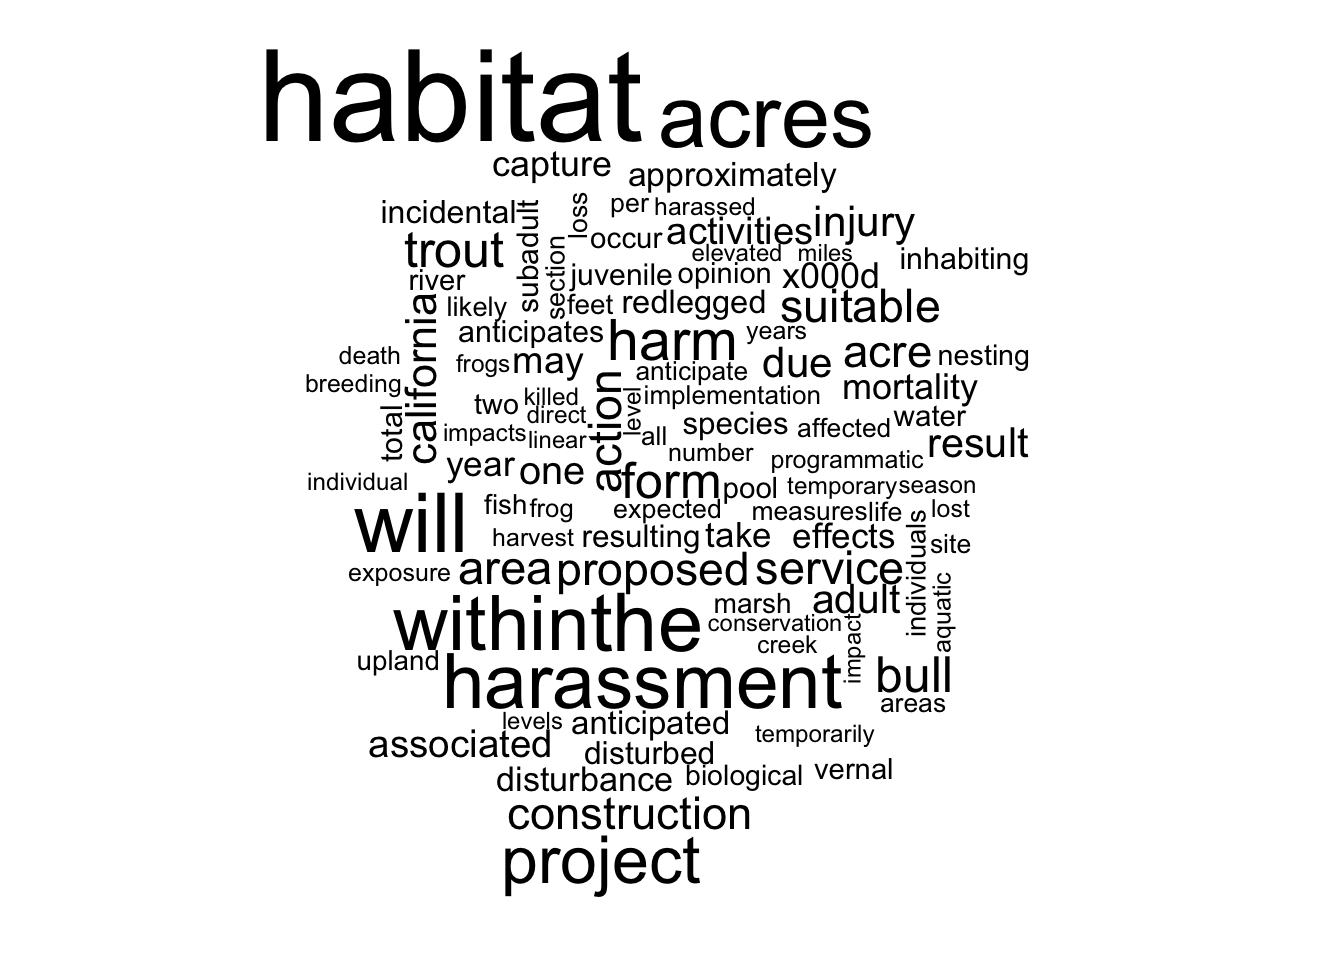 habitat acres
capture approximately
incidental subadult loss per harassed
trout section occur activities injury
elevated miles inhabiting
river juvenile opinion x000d
california likely feet redlegged suitable
anticipates harm years
death frogs may due acre nesting
breeding action anticipate mortality
total two killed level implementation
direct species affected water
impacts linear all number result
year one programmatic
individual form pool temporary season
will fish frog expected measures life individuals lost
harvest resulting take effects site
exposure area proposed service aquatic
within the marsh adult
conservation impact
creek
upland harassment bull
areas
levels anticipated temporarily
associated disturbed
disturbance biological vernal
construction
project